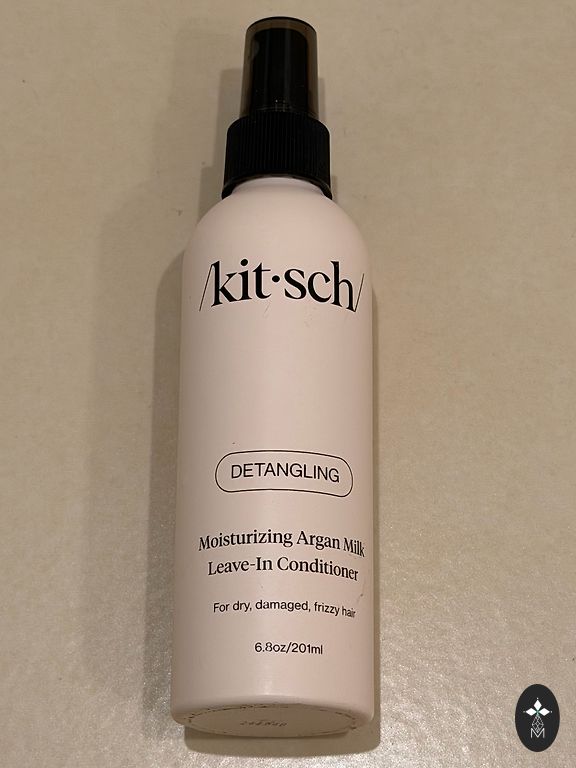 /kit·sch/
DETANGLING
Moisturizing Argan Milk
Leave-In Conditioner
For dry, damaged, frizzy hair
6.8oz/201ml
M